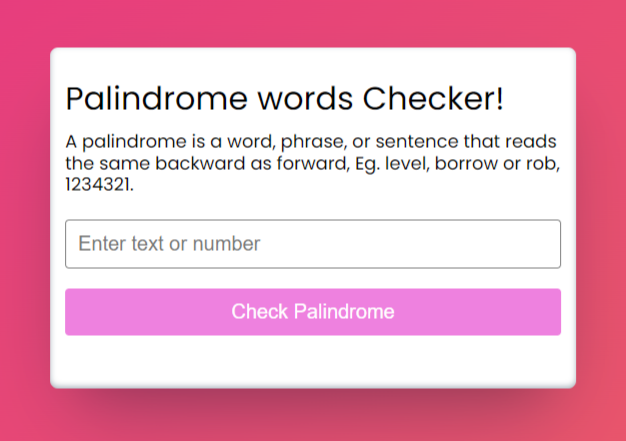 Palindrome words Checker!
A palindrome is a word, phrase, or sentence that reads
the same backward as forward, Eg. level, borrow or rob,
1234321.
Enter text or number
Check Palindrome